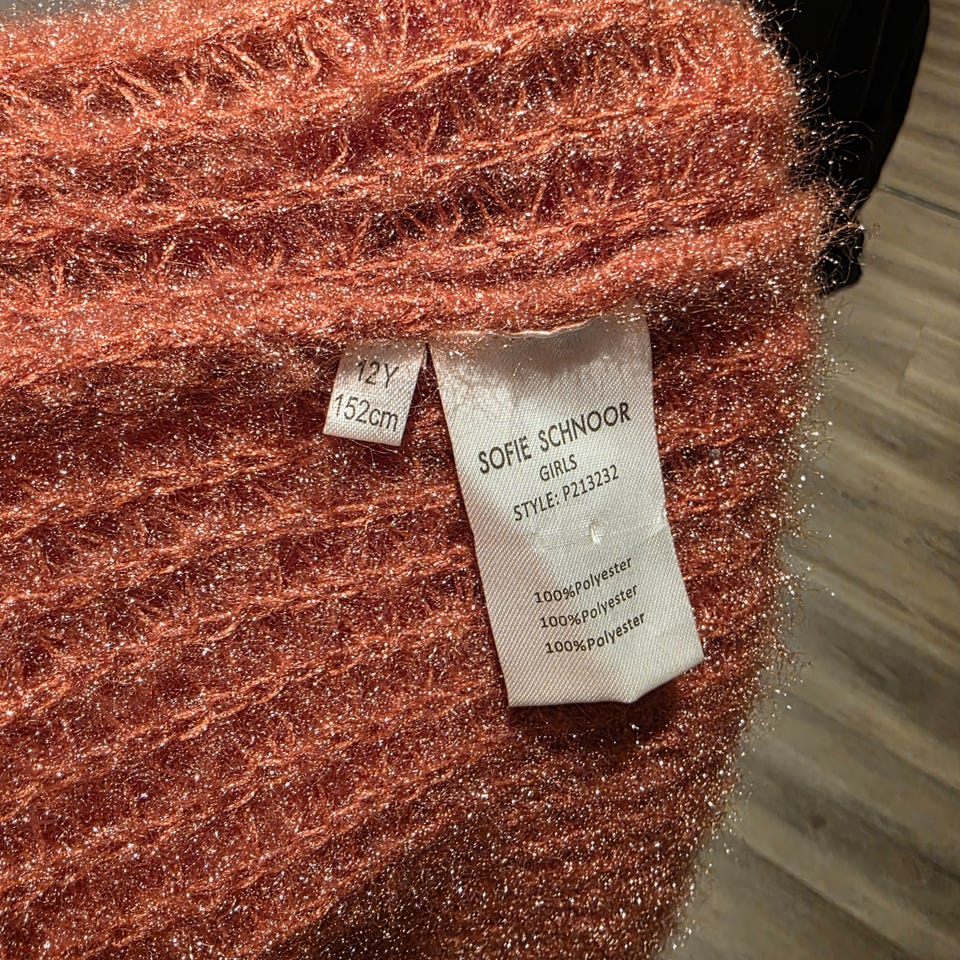 12Y
152cm
SOFIE SCHNOOR
GIRLS
STYLE: P213232
100%Polyester
100%Polyester
100%Polyester